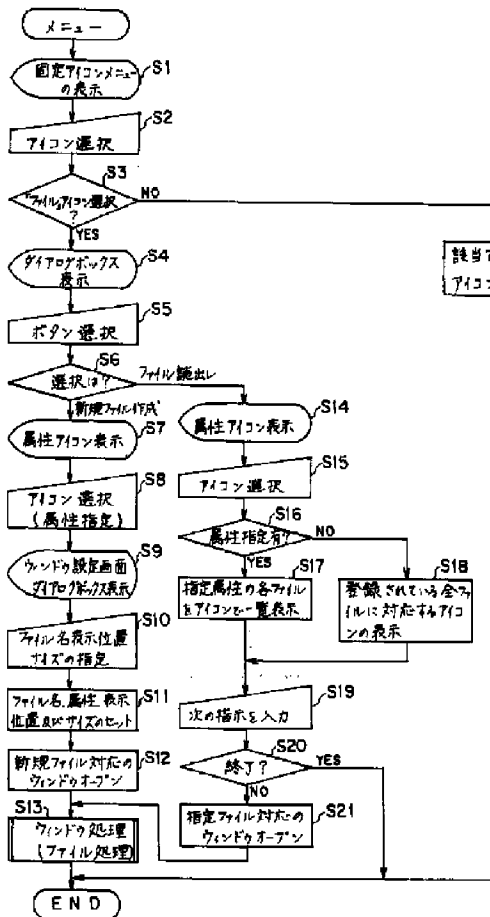 メニュー
固定アイコンメニュー
の表示
S1
S2
アイコン選択
S3
「ファイル」アイコン選択
?
NO
YES
ダイアログボックス
表示
S4
該当
アイコン
S5
ボタン選択
S6
選択は?
ファイル読出し
新規ファイル作成
S7
属性アイコン表示
S14
属性アイコン表示
S8
アイコン選択
(属性指定)
S15
アイコン選択
S16
属性指定有?
NO
YES
S9
ウィンドゥ設定画面
ダイアログボックス表示
S17
指定属性の各ファイル
をアイコンで一覧表示
S18
登録されている全ファ
イルに対応するアイコ
ンの表示
S10
ファイル名表示位置
サイズの指定
S11
ファイル名、属性、表示
位置及びサイズのセット
S19
次の指示を入力
S12
新規ファイル対応の
ウィンドゥオープン
S20
終了?
YES
NO
S13
ウィンドゥ処理
(ファイル処理)
S21
指定ファイル対応の
ウィンドゥオープン
END